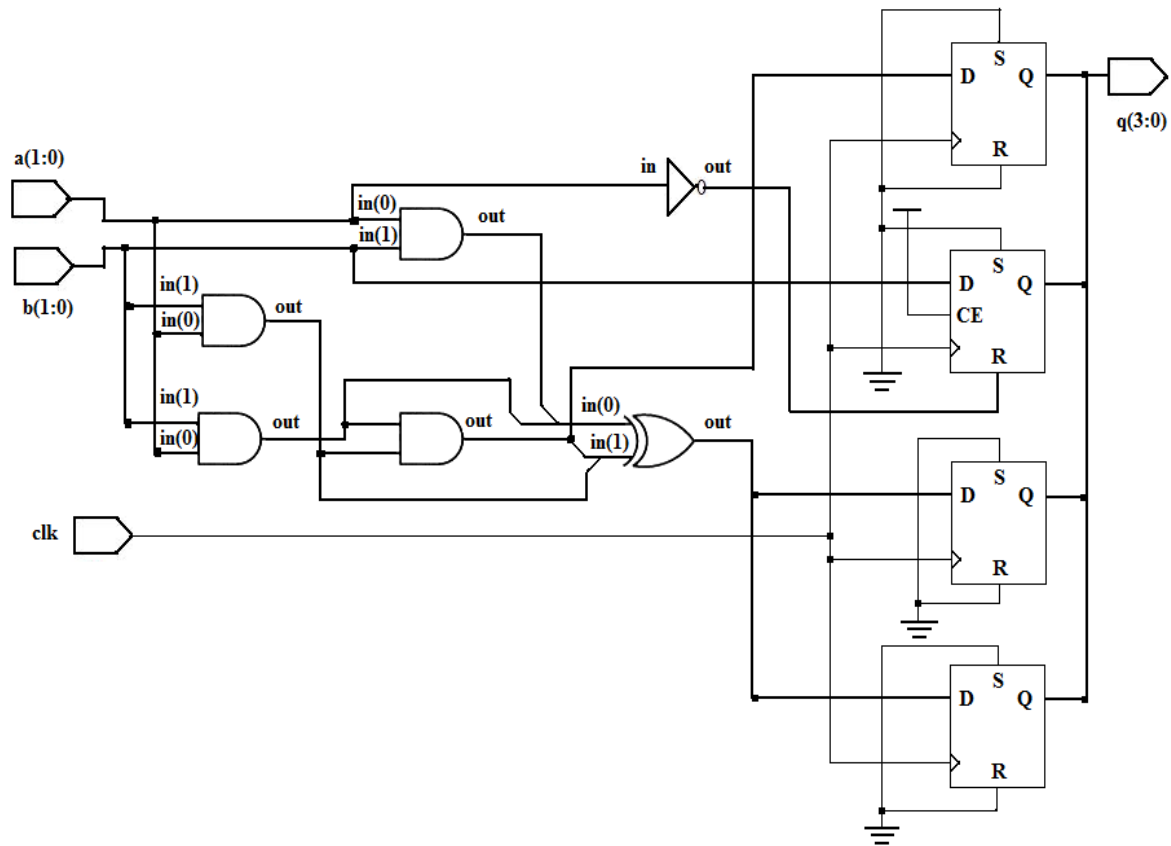 S
D
Q
q(3:0)
R
a(1:0)
in
out
in(0)
out
in(1)
b(1:0)
S
D
Q
CE
R
in(1)
out
in(0)
in(1)
out
in(0)
out
in(0)
out
in(1)
S
D
Q
R
clk
S
D
Q
R